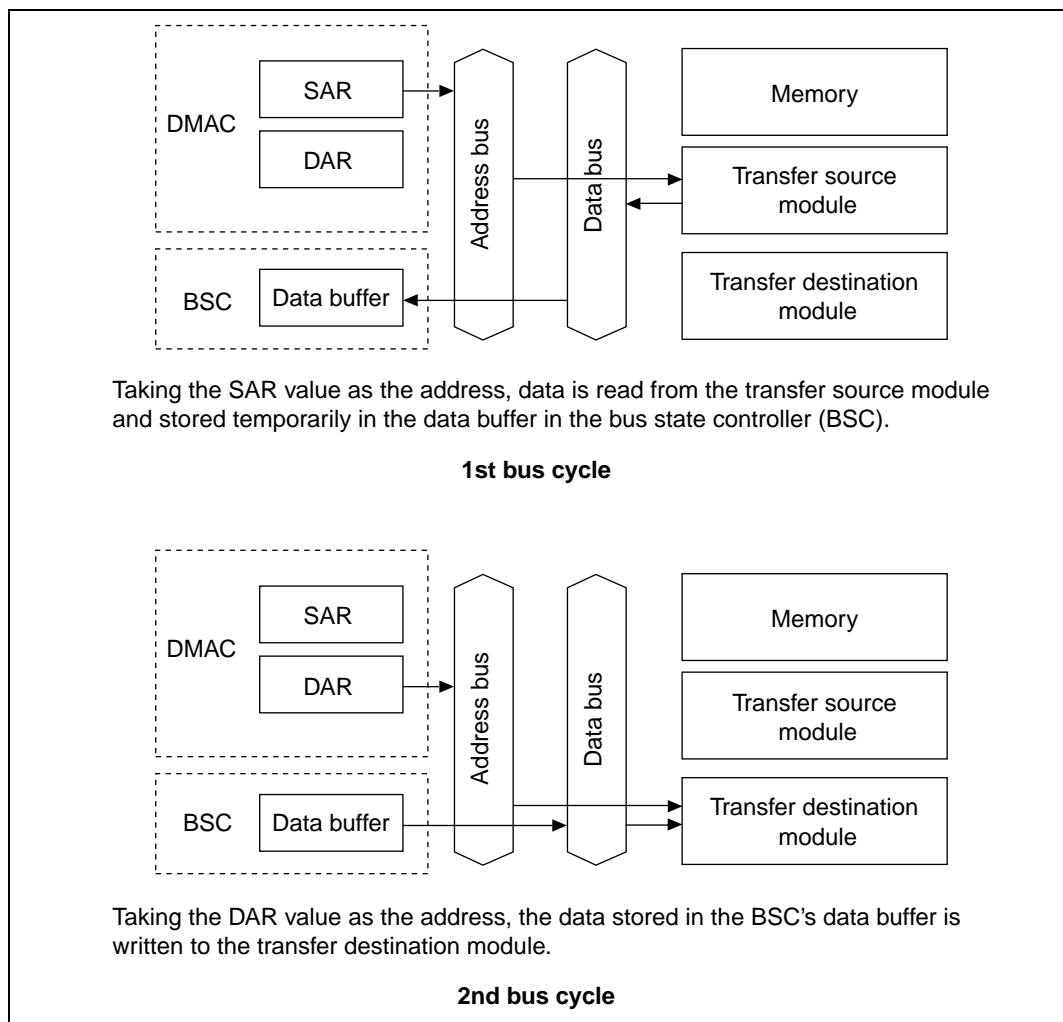 SAR
Memory
DMAC
DAR
Address bus
Data bus
Transfer source
module
BSC
Data buffer
Transfer destination
module
Taking the SAR value as the address, data is read from the transfer source module
and stored temporarily in the data buffer in the bus state controller (BSC).
1st bus cycle
SAR
Memory
DMAC
DAR
Address bus
Data bus
Transfer source
module
BSC
Data buffer
Transfer destination
module
Taking the DAR value as the address, the data stored in the BSC's data buffer is
written to the transfer destination module.
2nd bus cycle